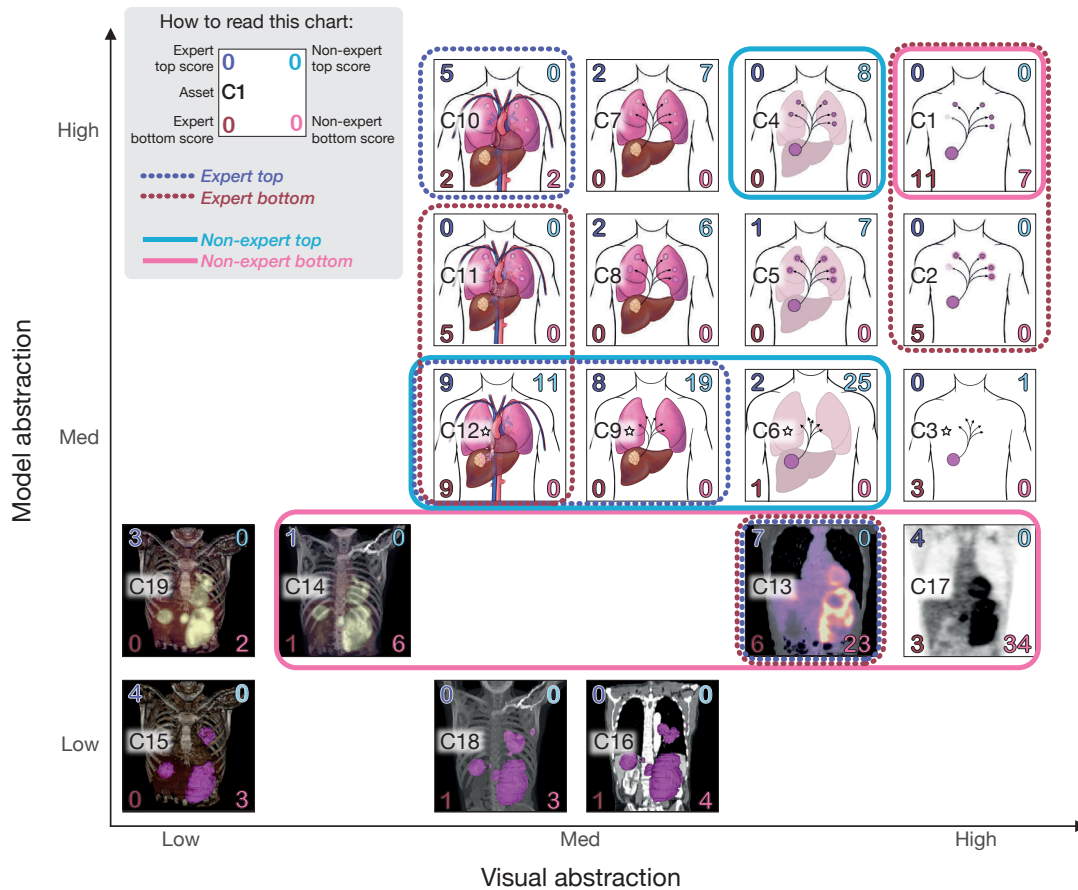 How to read this chart:
Expert top score
0 0
Non-expert top score
Asset
C1
Expert bottom score
0 0
Non-expert bottom score
Expert top
Expert bottom
Non-expert top
Non-expert bottom
Model abstraction
High
5 0
C10
2 2
2 7
C7
0 0
0 8
C4
0 0
0 0
C1
11 7
0 0
C11
5 0
2 6
C8
0 0
1 7
C5
0 0
0 0
C2
5 0
Med
9 11
C12☆
9 0
8 19
C9☆
0 0
2 25
C6☆
1 0
0 1
C3☆
3 0
3 0
C19
0 2
1 0
C14
1 6
7 0
C13
6 23
4 0
C17
3 34
Low
4 0
C15
0 3
0 0
C18
1 3
0 0
C16
1 4
Low Med High
Visual abstraction